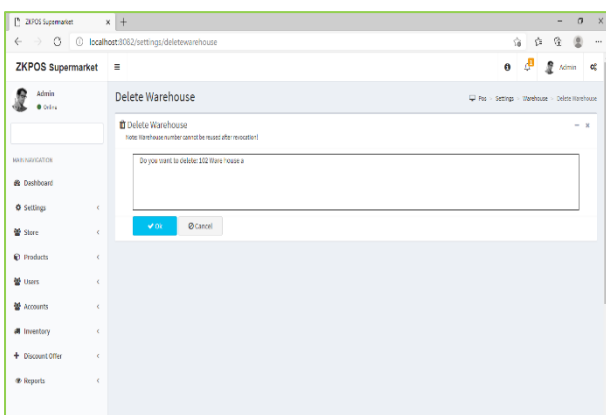 ZKPOS Supermarket
localhost:8082/settings/deletewarehouse
ZKPOS Supermarket
Admin
Admin
Online
Delete Warehouse
Pos > Settings > Warehouse > Delete Warehouse
Delete Warehouse
Note: Warehouse number cannot be reused after revocation!
Do you want to delete: 102 Ware house a
Ok
Cancel
MAIN NAVIGATION
Dashboard
Settings
Store
Products
Users
Accounts
Inventory
Discount Offer
Reports